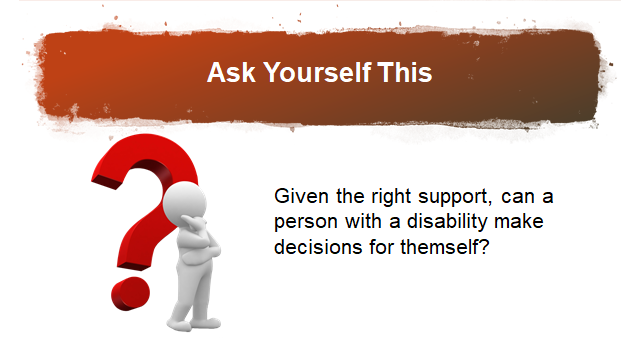 Ask Yourself This
Given the right support, can a
person with a disability make
decisions for themself?